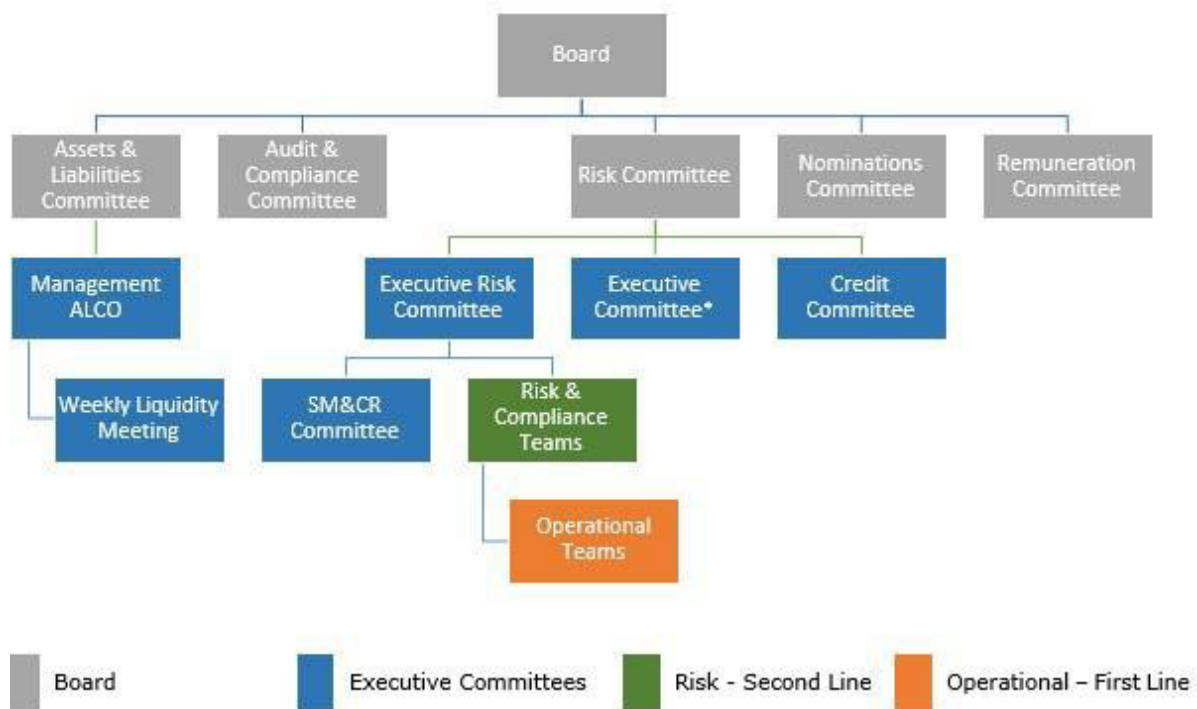 Board
Assets &
Liabilities
Committee
Audit &
Compliance
Committee
Risk Committee
Nominations
Committee
Remuneration
Committee
Management
ALCO
Executive Risk
Committee
Executive
Committee*
Credit
Committee
Weekly Liquidity
Meeting
SM&CR
Committee
Risk &
Compliance
Teams
Operational
Teams
Board
Executive Committees
Risk - Second Line
Operational – First Line